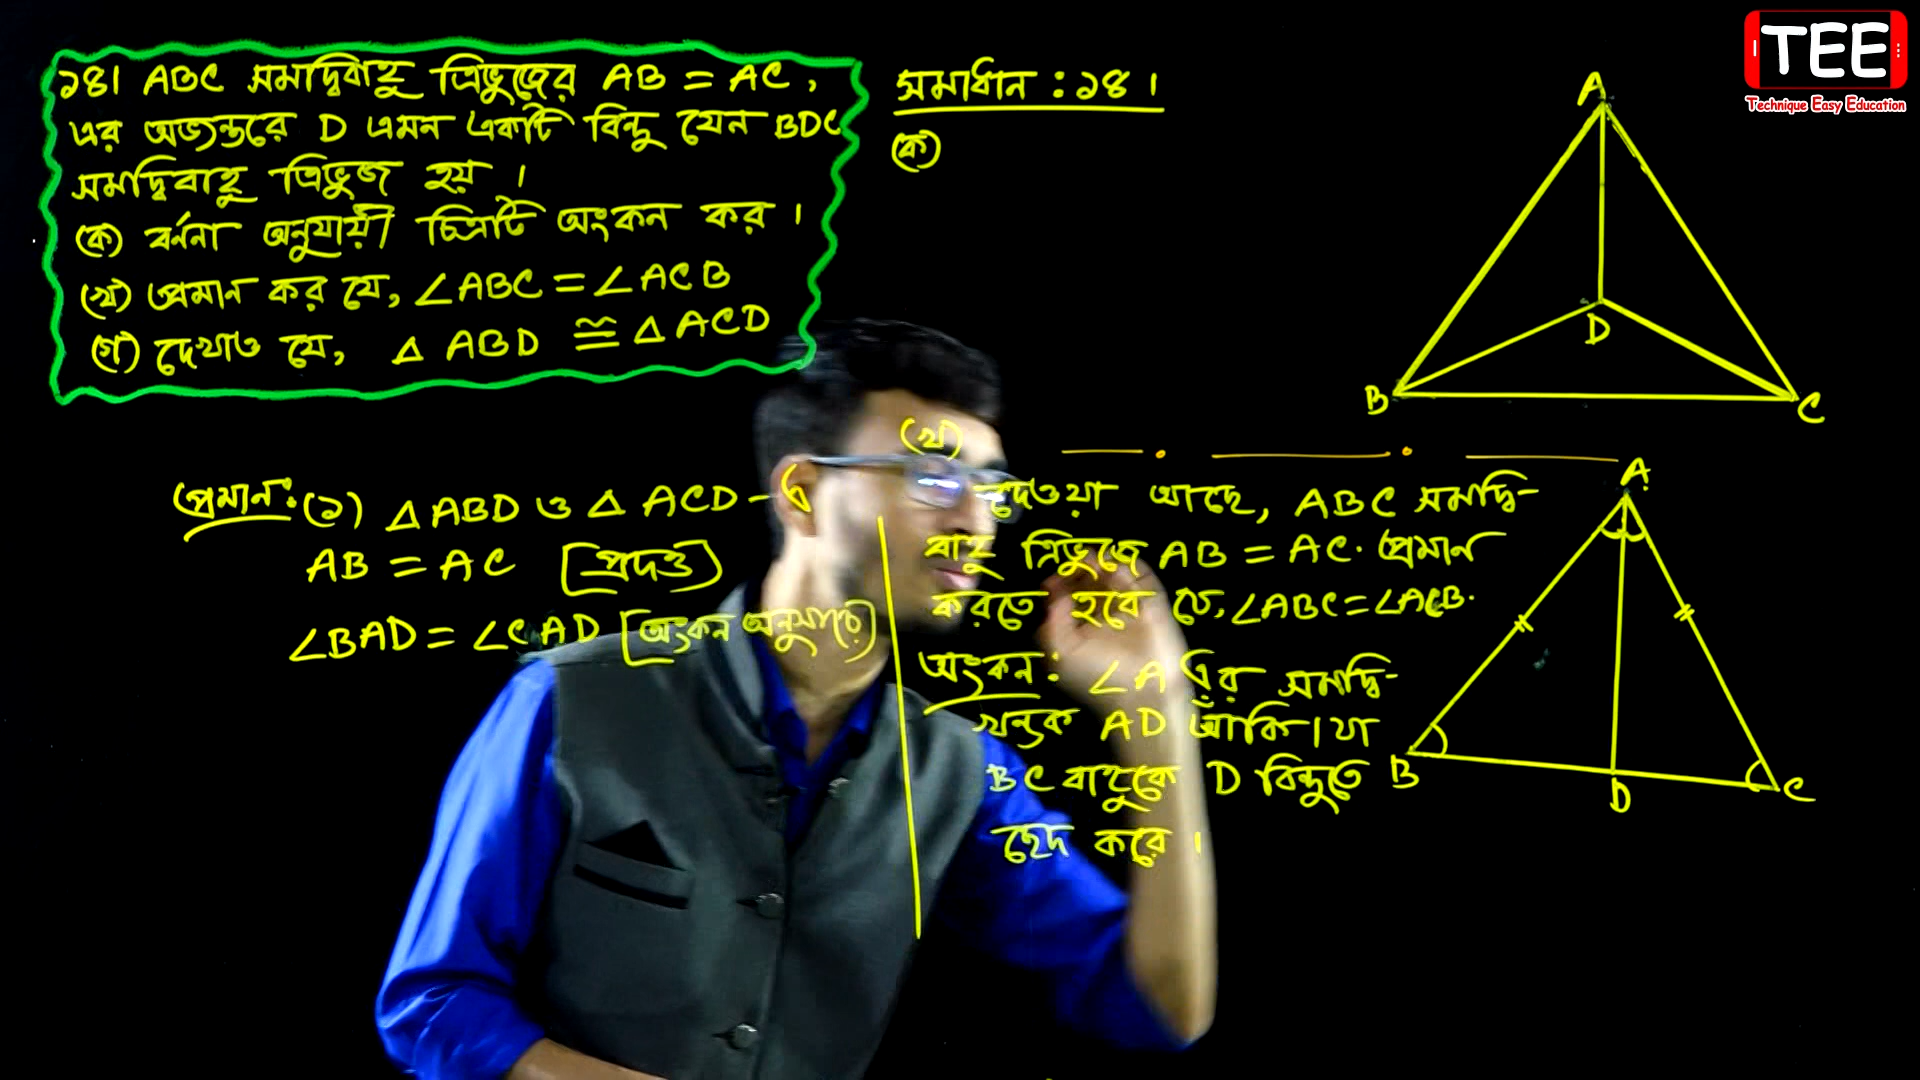 ১৪। ABC সমদ্বিবাহু ত্রিভুজের AB = AC,
এর অভ্যন্তরে D এমন একটি বিন্দু যেন BDC
সমদ্বিবাহু ত্রিভুজ হয়।
(ক) বর্ননা অনুযায়ী চিত্রটি অংকন কর।
(খ) প্রমান কর যে, ∠ABC = ∠ACB
(গ) দেখাও যে, △ ABD ≅ △ ACD
সমাধান : ১৪।
(ক)
A
D
B
C
TEE
Technique Easy Education
প্রমান: (১) △ ABD ও △ ACD - এ
AB = AC [প্রদত্ত]
∠BAD = ∠CAD [অংকন অনুসারে]
(খ)
দেওয়া আছে, ABC সমদ্বি-
বাহু ত্রিভুজে AB = AC. প্রমান
করতে হবে যে, ∠ABC = ∠ACB.
অংকন: ∠A এর সমদ্বি-
খন্ডক AD আঁকি। যা
BC বাহুকে D বিন্দুতে
ছেদ করে।
A
B
D
C